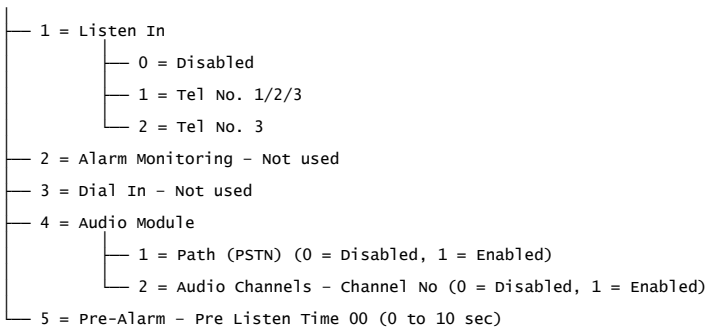 1 = Listen In
0 = Disabled
1 = Tel No. 1/2/3
2 = Tel No. 3
2 = Alarm Monitoring – Not used
3 = Dial In – Not used
4 = Audio Module
1 = Path (PSTN) (0 = Disabled, 1 = Enabled)
2 = Audio Channels – Channel No (0 = Disabled, 1 = Enabled)
5 = Pre-Alarm – Pre Listen Time 00 (0 to 10 sec)